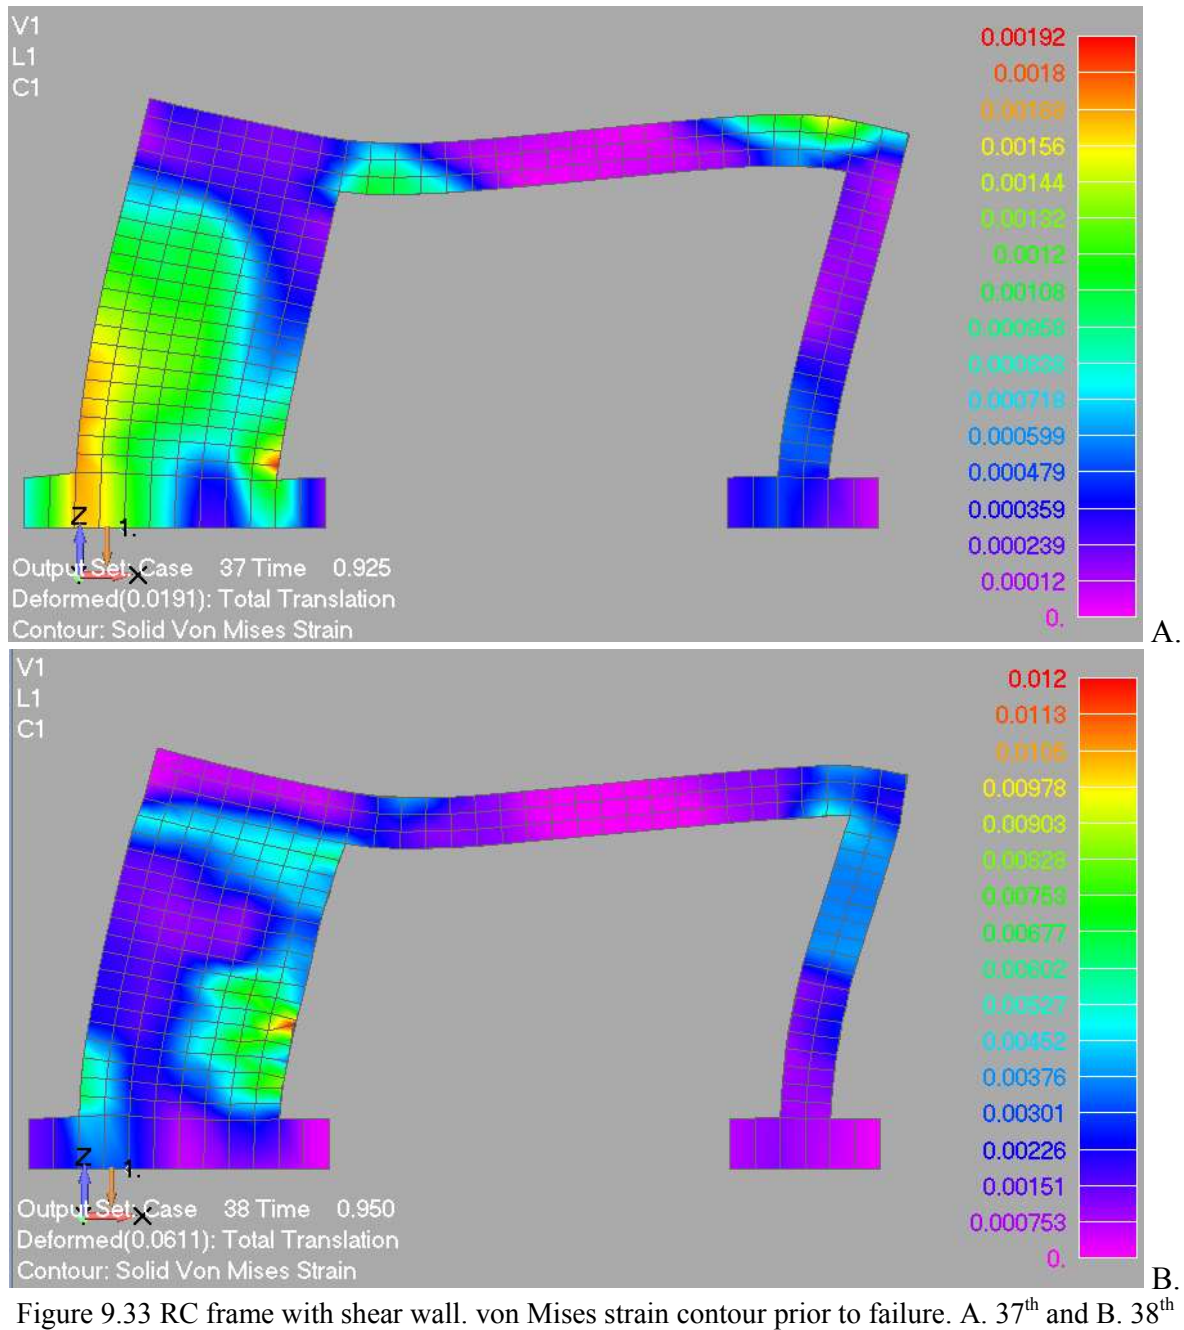 V1
L1
C1
0.00192
0.0018
0.00168
0.00156
0.00144
0.00132
0.0012
0.00108
0.000958
0.000838
0.000718
0.000599
0.000479
0.000359
0.000239
0.00012
0.
Z
1.
X
Output Set: Case 37 Time 0.925
Deformed(0.0191): Total Translation
Contour: Solid Von Mises Strain
A.
V1
L1
C1
0.012
0.0113
0.0105
0.00978
0.00903
0.00828
0.00753
0.00677
0.00602
0.00527
0.00452
0.00376
0.00301
0.00226
0.00151
0.000753
0.
Z
1.
X
Output Set: Case 38 Time 0.950
Deformed(0.0611): Total Translation
Contour: Solid Von Mises Strain
B.
Figure 9.33 RC frame with shear wall. von Mises strain contour prior to failure. A. 37th and B. 38th